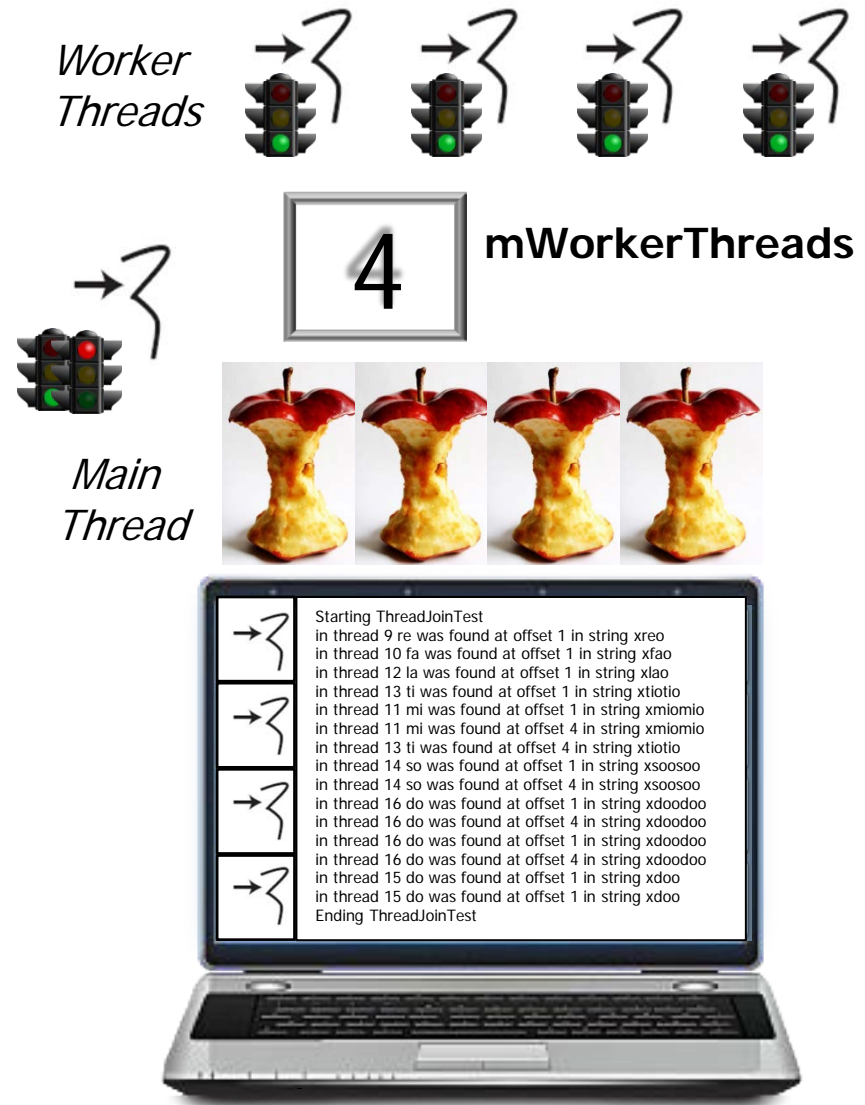 Worker
Threads
4
mWorkerThreads
Main
Thread
Starting ThreadJoinTest
in thread 9 re was found at offset 1 in string xreo
in thread 10 fa was found at offset 1 in string xfao
in thread 12 la was found at offset 1 in string xlao
in thread 13 ti was found at offset 1 in string xtiotio
in thread 11 mi was found at offset 1 in string xmiomio
in thread 11 mi was found at offset 4 in string xmiomio
in thread 13 ti was found at offset 4 in string xtiotio
in thread 14 so was found at offset 1 in string xsoosoo
in thread 14 so was found at offset 4 in string xsoosoo
in thread 16 do was found at offset 1 in string xdoodoo
in thread 16 do was found at offset 4 in string xdoodoo
in thread 16 do was found at offset 1 in string xdoodoo
in thread 16 do was found at offset 4 in string xdoodoo
in thread 15 do was found at offset 1 in string xdoo
in thread 15 do was found at offset 1 in string xdoo
Ending ThreadJoinTest